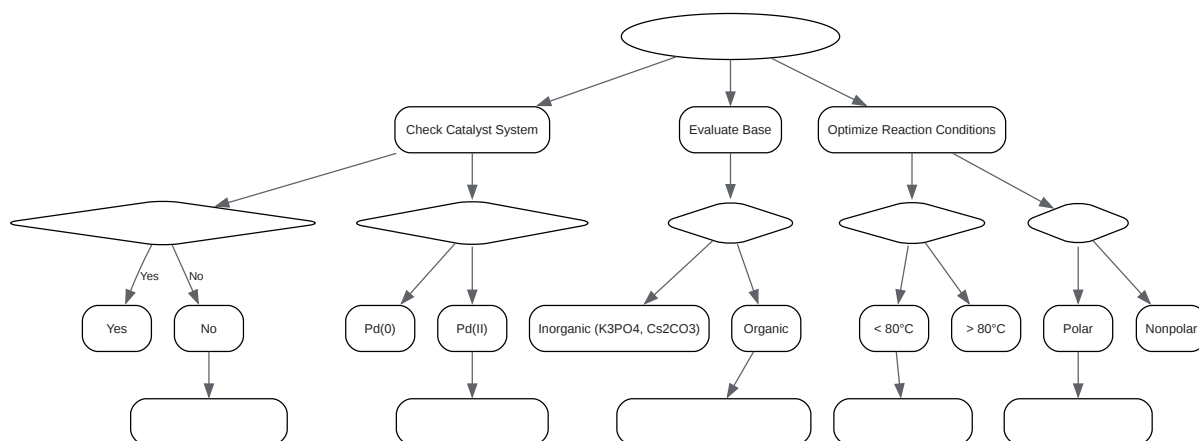 Check Catalyst System
Evaluate Base
Optimize Reaction Conditions
Yes
No
Yes
No
Pd(0)
Pd(II)
Inorganic (K3PO4, Cs2CO3)
Organic
< 80°C
> 80°C
Polar
Nonpolar